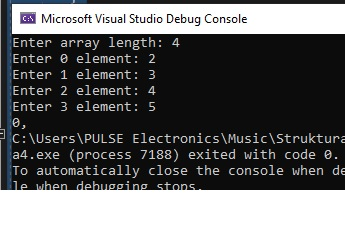 Microsoft Visual Studio Debug Console
Enter array length: 4
Enter 0 element: 2
Enter 1 element: 3
Enter 2 element: 4
Enter 3 element: 5
0,
C:\Users\PULSE Electronics\Music\Struktura
a4.exe (process 7188) exited with code 0.
To automatically close the console when de
le when debugging stops.